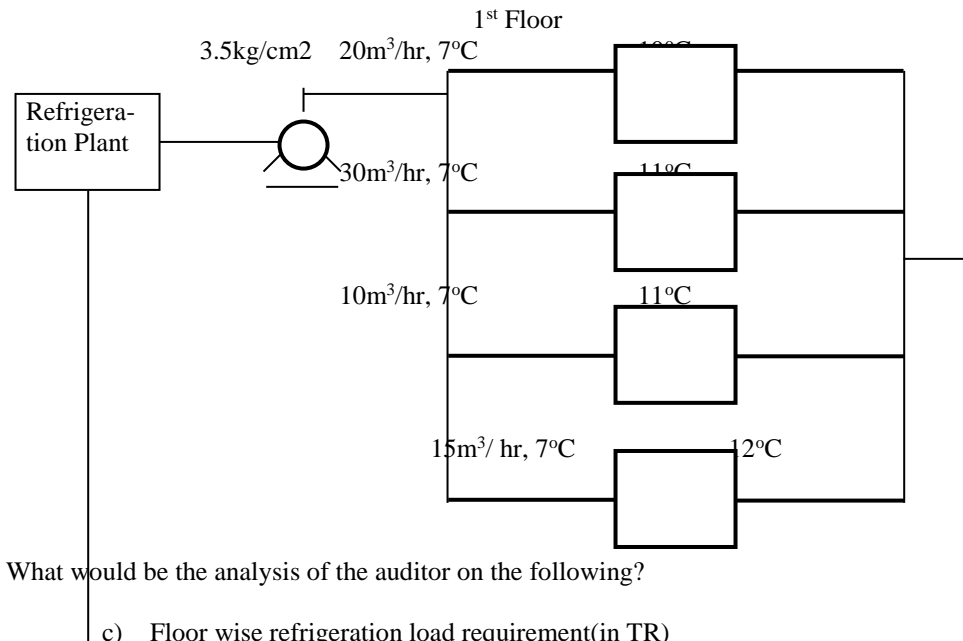 1st Floor
3.5kg/cm2 20m3/hr, 7oC
Refrigera-
tion Plant
30m3/hr, 7oC 11oC
10m3/hr, 7oC 11oC
15m3/ hr, 7oC 12oC
What would be the analysis of the auditor on the following?
c) Floor wise refrigeration load requirement(in TR)